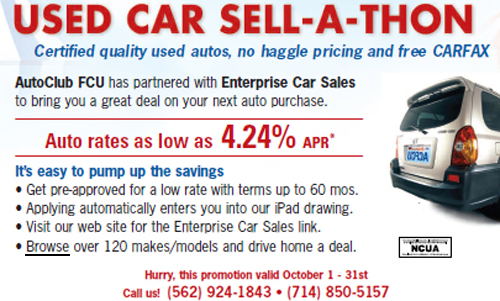 USED CAR SELL-A-THON
Certified quality used autos, no haggle pricing and free CARFAX
AutoClub FCU has partnered with Enterprise Car Sales
to bring you a great deal on your next auto purchase.
Auto rates as low as 4.24% APR*
It's easy to pump up the savings
• Get pre-approved for a low rate with terms up to 60 mos.
• Applying automatically enters you into our iPad drawing.
• Visit our web site for the Enterprise Car Sales link.
• Browse over 120 makes/models and drive home a deal.
NCUA
Hurry, this promotion valid October 1 - 31st
Call us! (562) 924-1843 • (714) 850-5157